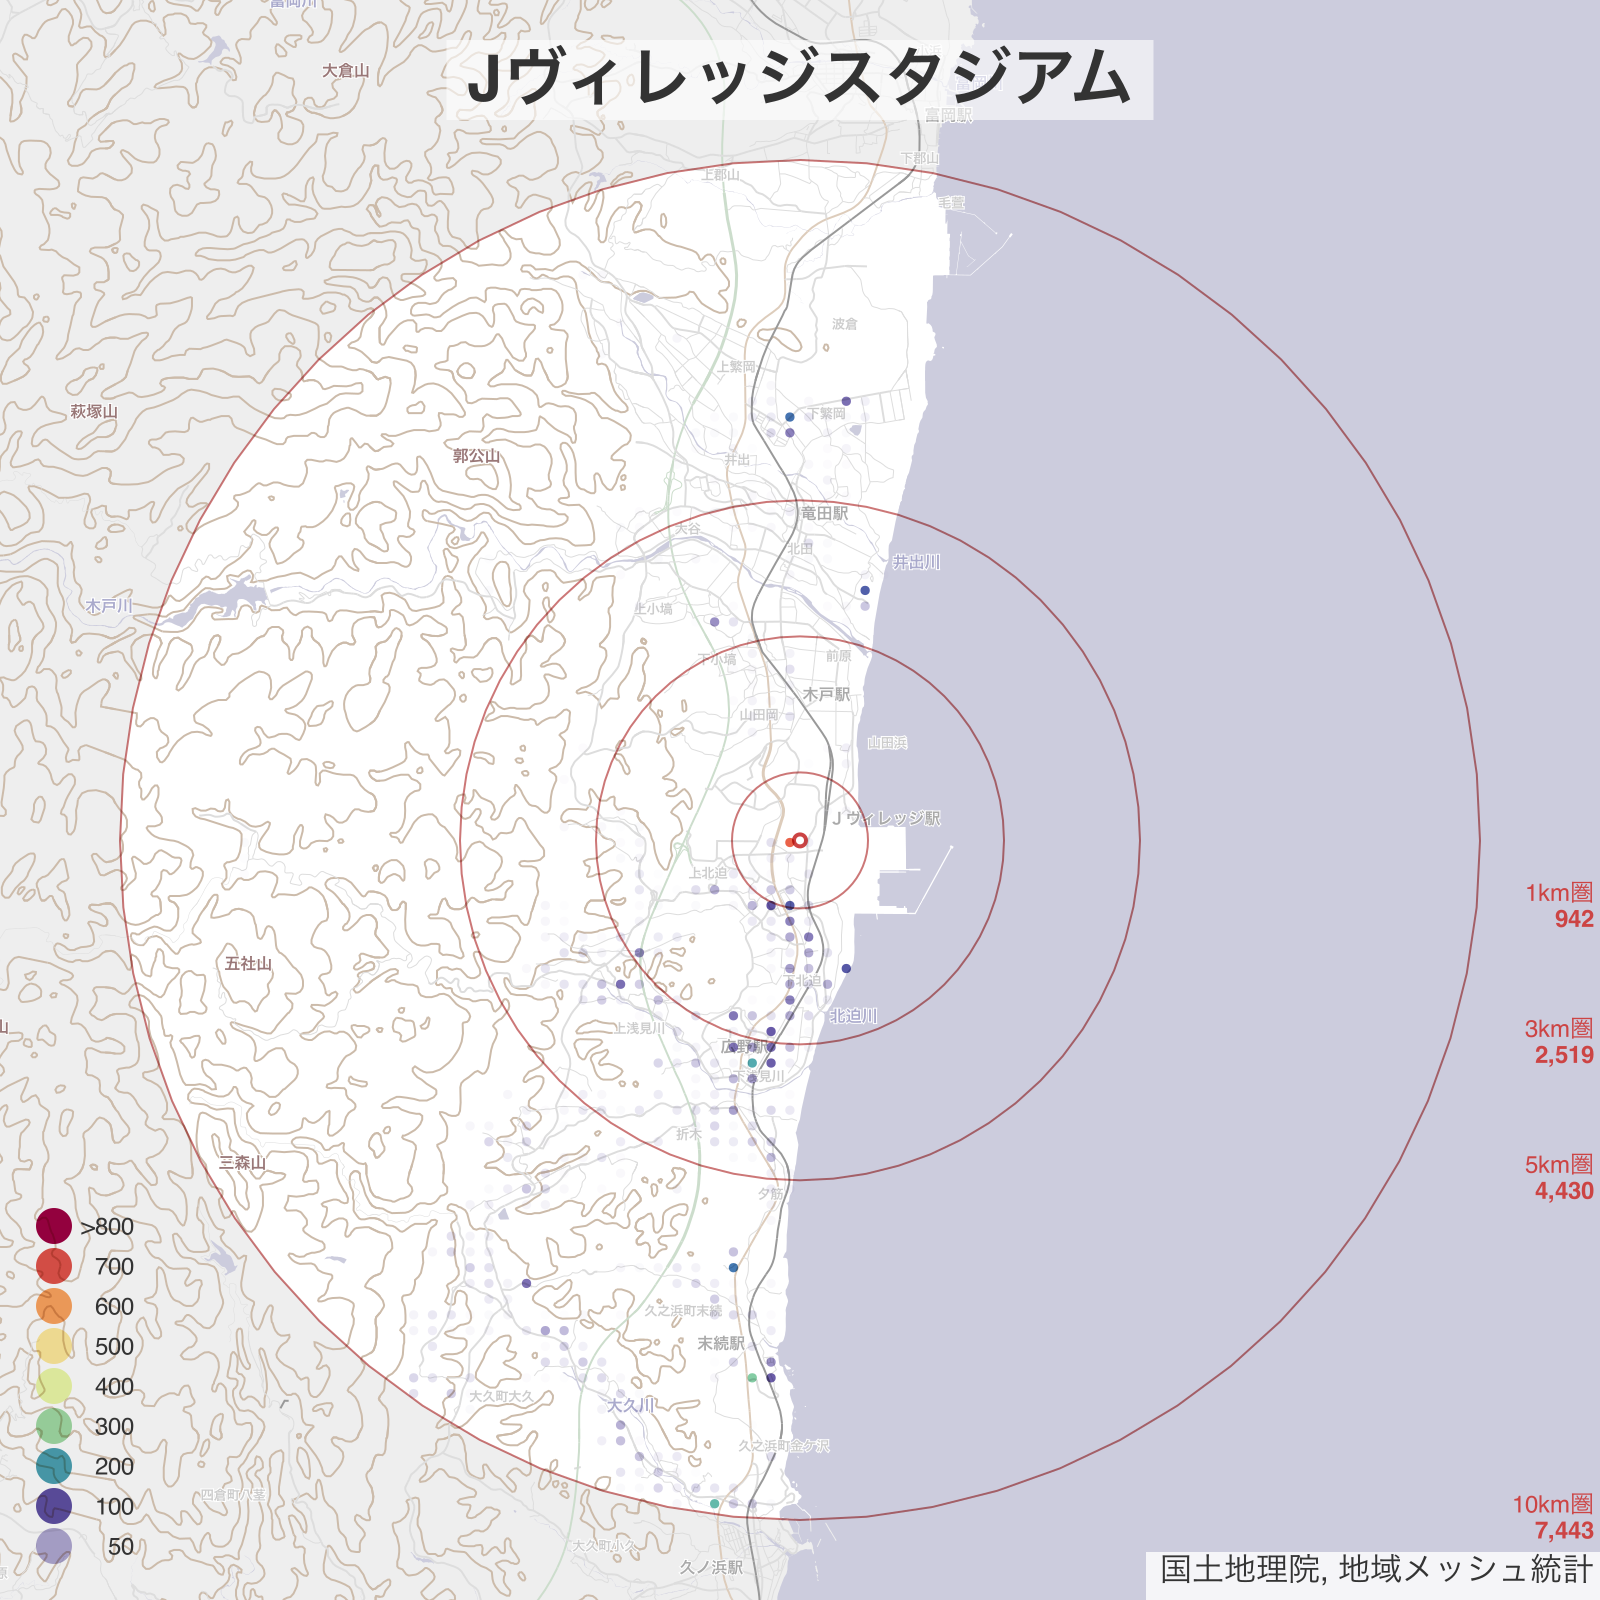 富岡川
大倉山
Jヴィレッジスタジアム
富岡駅
下郡山
上郡山
毛萱
波倉
上繁岡
萩塚山
下繁岡
郭公山
井出
竜田駅
大谷
北田
井出川
木戸川
上小塙
下小塙
前原
木戸駅
山田岡
山田浜
Jヴィレッジ駅
上北迫
1km圏
942
五社山
下北迫
北迫川
上浅見川
3km圏
2,519
広野駅
下浅見川
折木
三森山
5km圏
4,430
夕筋
>800
700
600
500
400
300
200
100
50
久之浜町末続
末続駅
大久町大久
大久川
久之浜町金ケ沢
四倉町八茎
10km圏
7,443
大久町小久
久ノ浜駅
国土地理院, 地域メッシュ統計